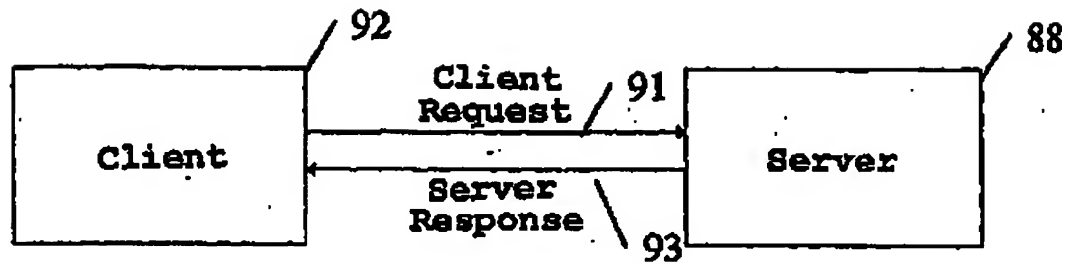 92
88
Client
Request
91
Client
Server
Server
Response
93